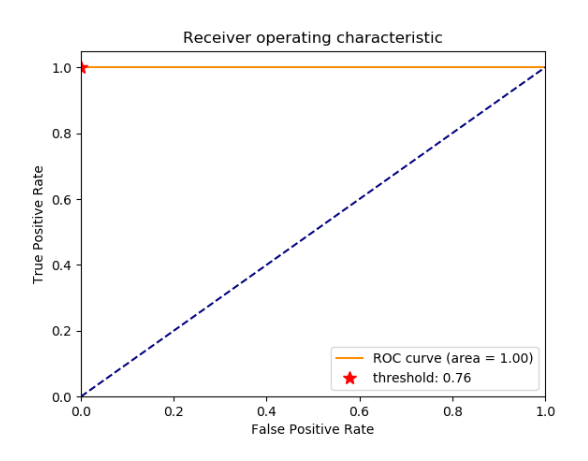 Receiver operating characteristic
1.0
0.8
0.6
0.4
0.2
0.0
True Positive Rate
ROC curve (area = 1.00)
threshold: 0.76
0.0 0.2 0.4 0.6 0.8 1.0
False Positive Rate